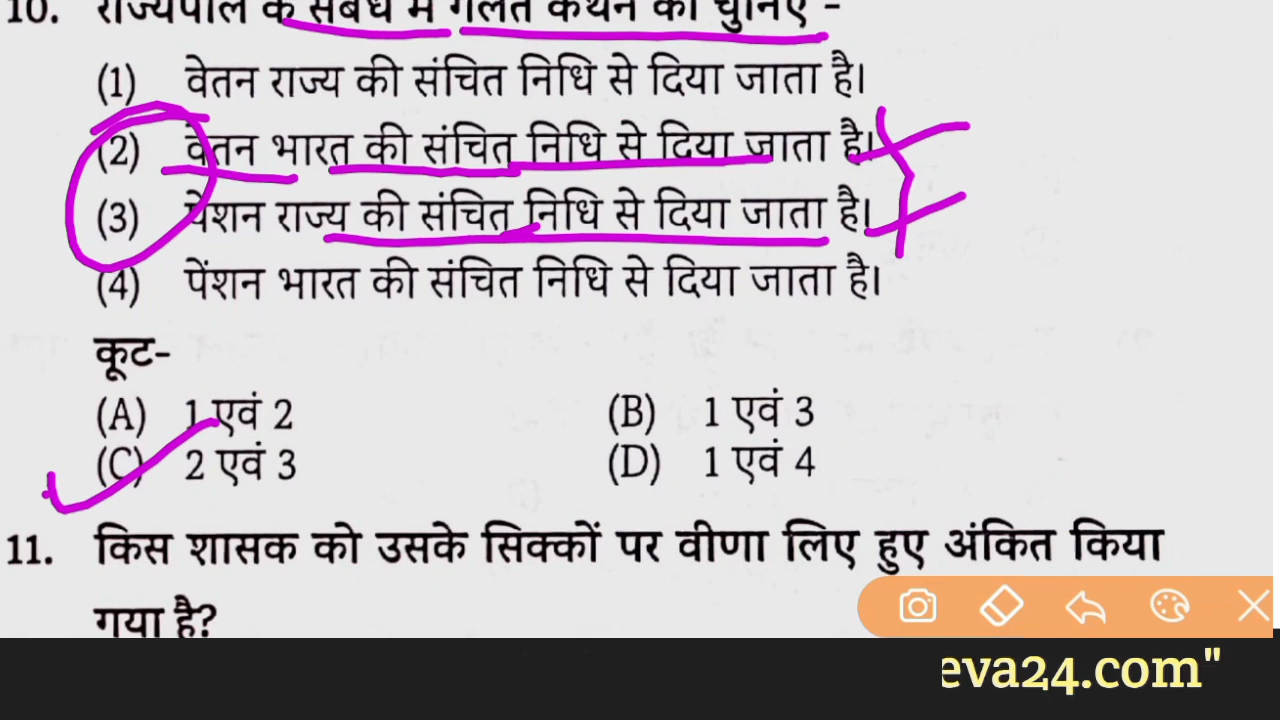 10. राज्यपाल के संबंध में गलत कथन को चुनिए -
(1) वेतन राज्य की संचित निधि से दिया जाता है।
(2) वेतन भारत की संचित निधि से दिया जाता है।
(3) पेंशन राज्य की संचित निधि से दिया जाता है।
(4) पेंशन भारत की संचित निधि से दिया जाता है।
कूट-
(A) 1 एवं 2 (B) 1 एवं 3
(C) 2 एवं 3 (D) 1 एवं 4
11. किस शासक को उसके सिक्कों पर वीणा लिए हुए अंकित किया
गया है?
eva24.com"